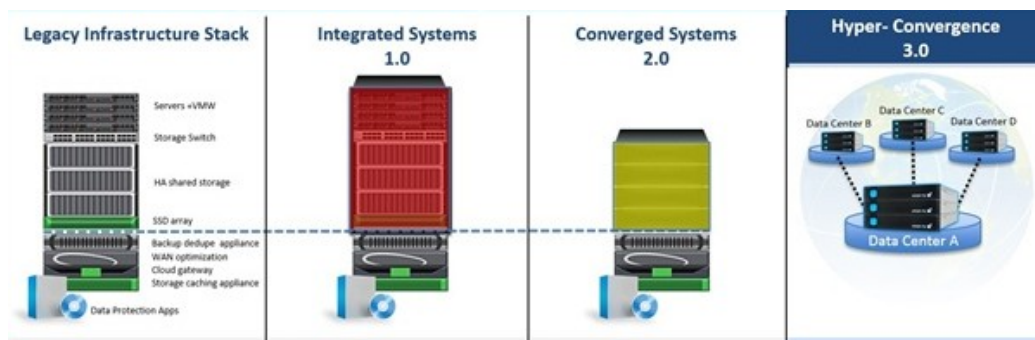 Legacy Infrastructure Stack
Servers +VMW
Storage Switch
HA shared storage
SSD array
Backup dedupe appliance
WAN optimization
Cloud gateway
Storage caching appliance
Data Protection Apps
Integrated Systems
1.0
Converged Systems
2.0
Hyper- Convergence
3.0
Data Center B
Data Center C
Data Center D
Data Center A